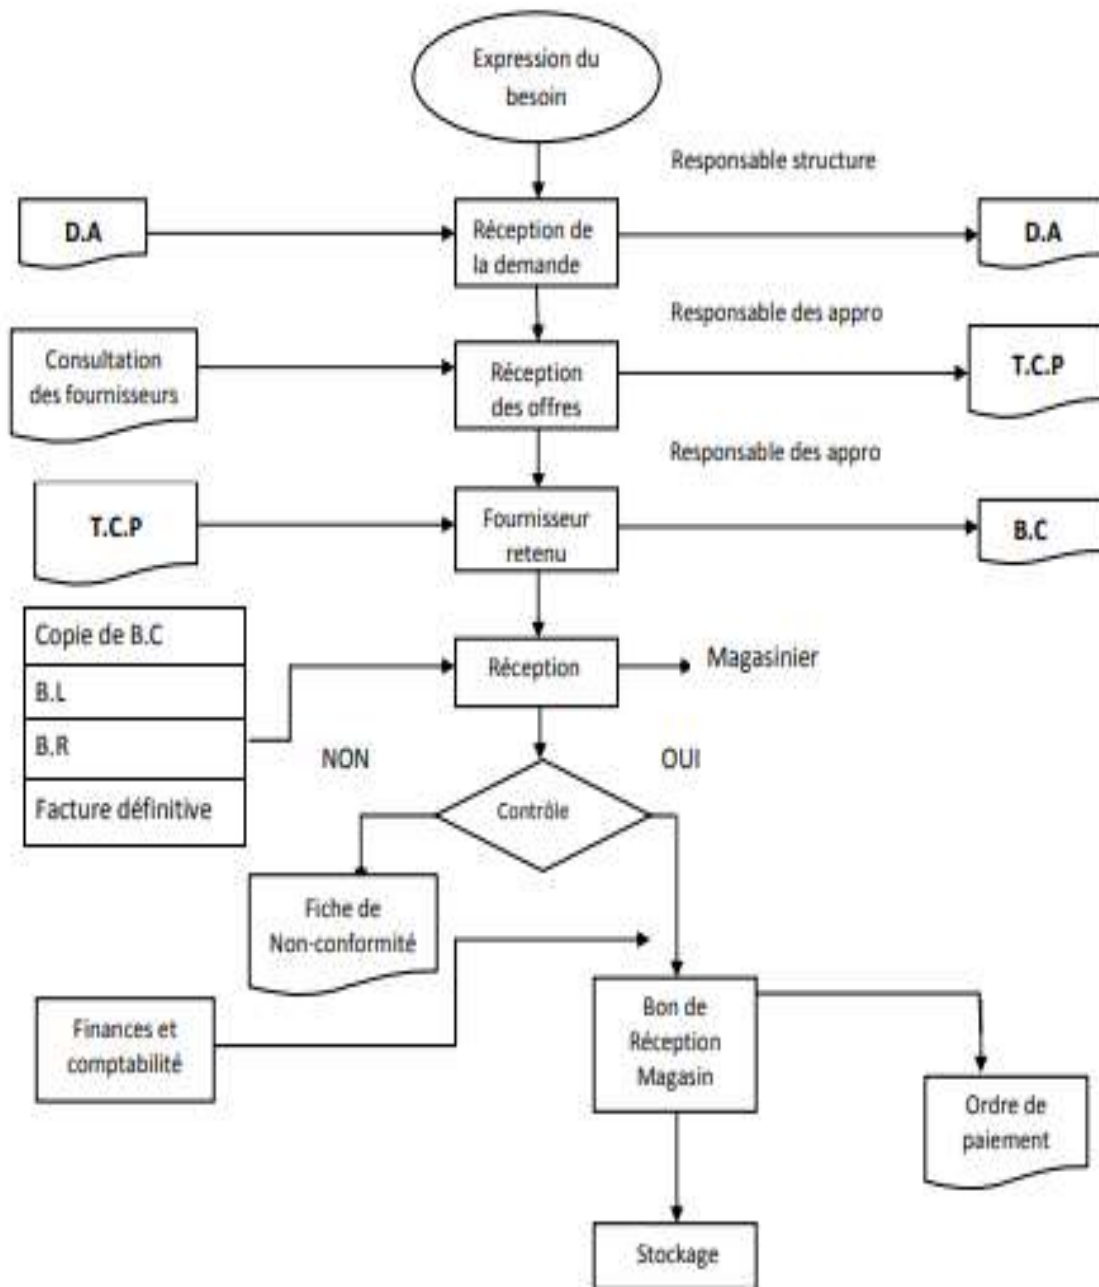 Expression du
besoin
Responsable structure
D.A
Réception de
la demande
D.A
Responsable des appro
Consultation
des fournisseurs
Réception
des offres
T.C.P
Responsable des appro
T.C.P
Fournisseur
retenu
B.C
Copie de B.C
B.L
B.R
Facture définitive
Réception
Magasinier
NON
OUI
Contrôle
Fiche de
Non-conformité
Finances et
comptabilité
Bon de
Réception
Magasin
Ordre de
paiement
Stockage